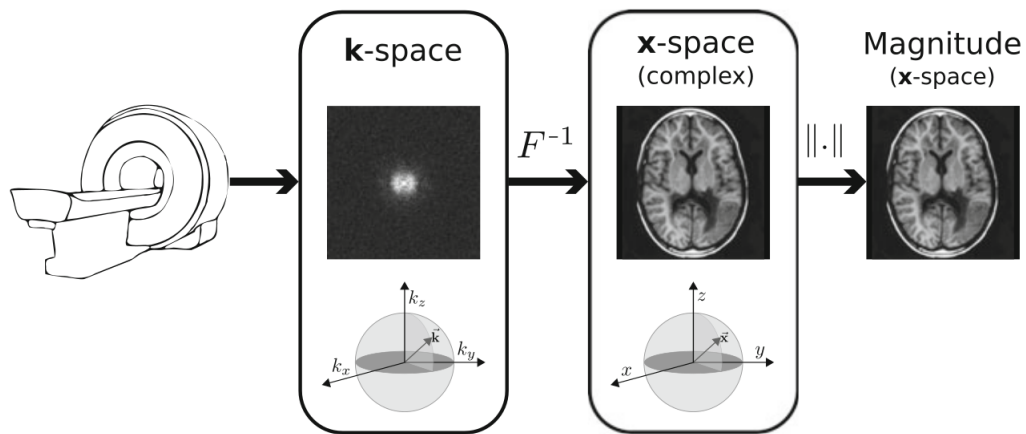 k-space
F⁻¹
x-space
(complex)
‖·‖
Magnitude
(x-space)
k_z
k⃗
k_y
k_x
z
x⃗
y
x